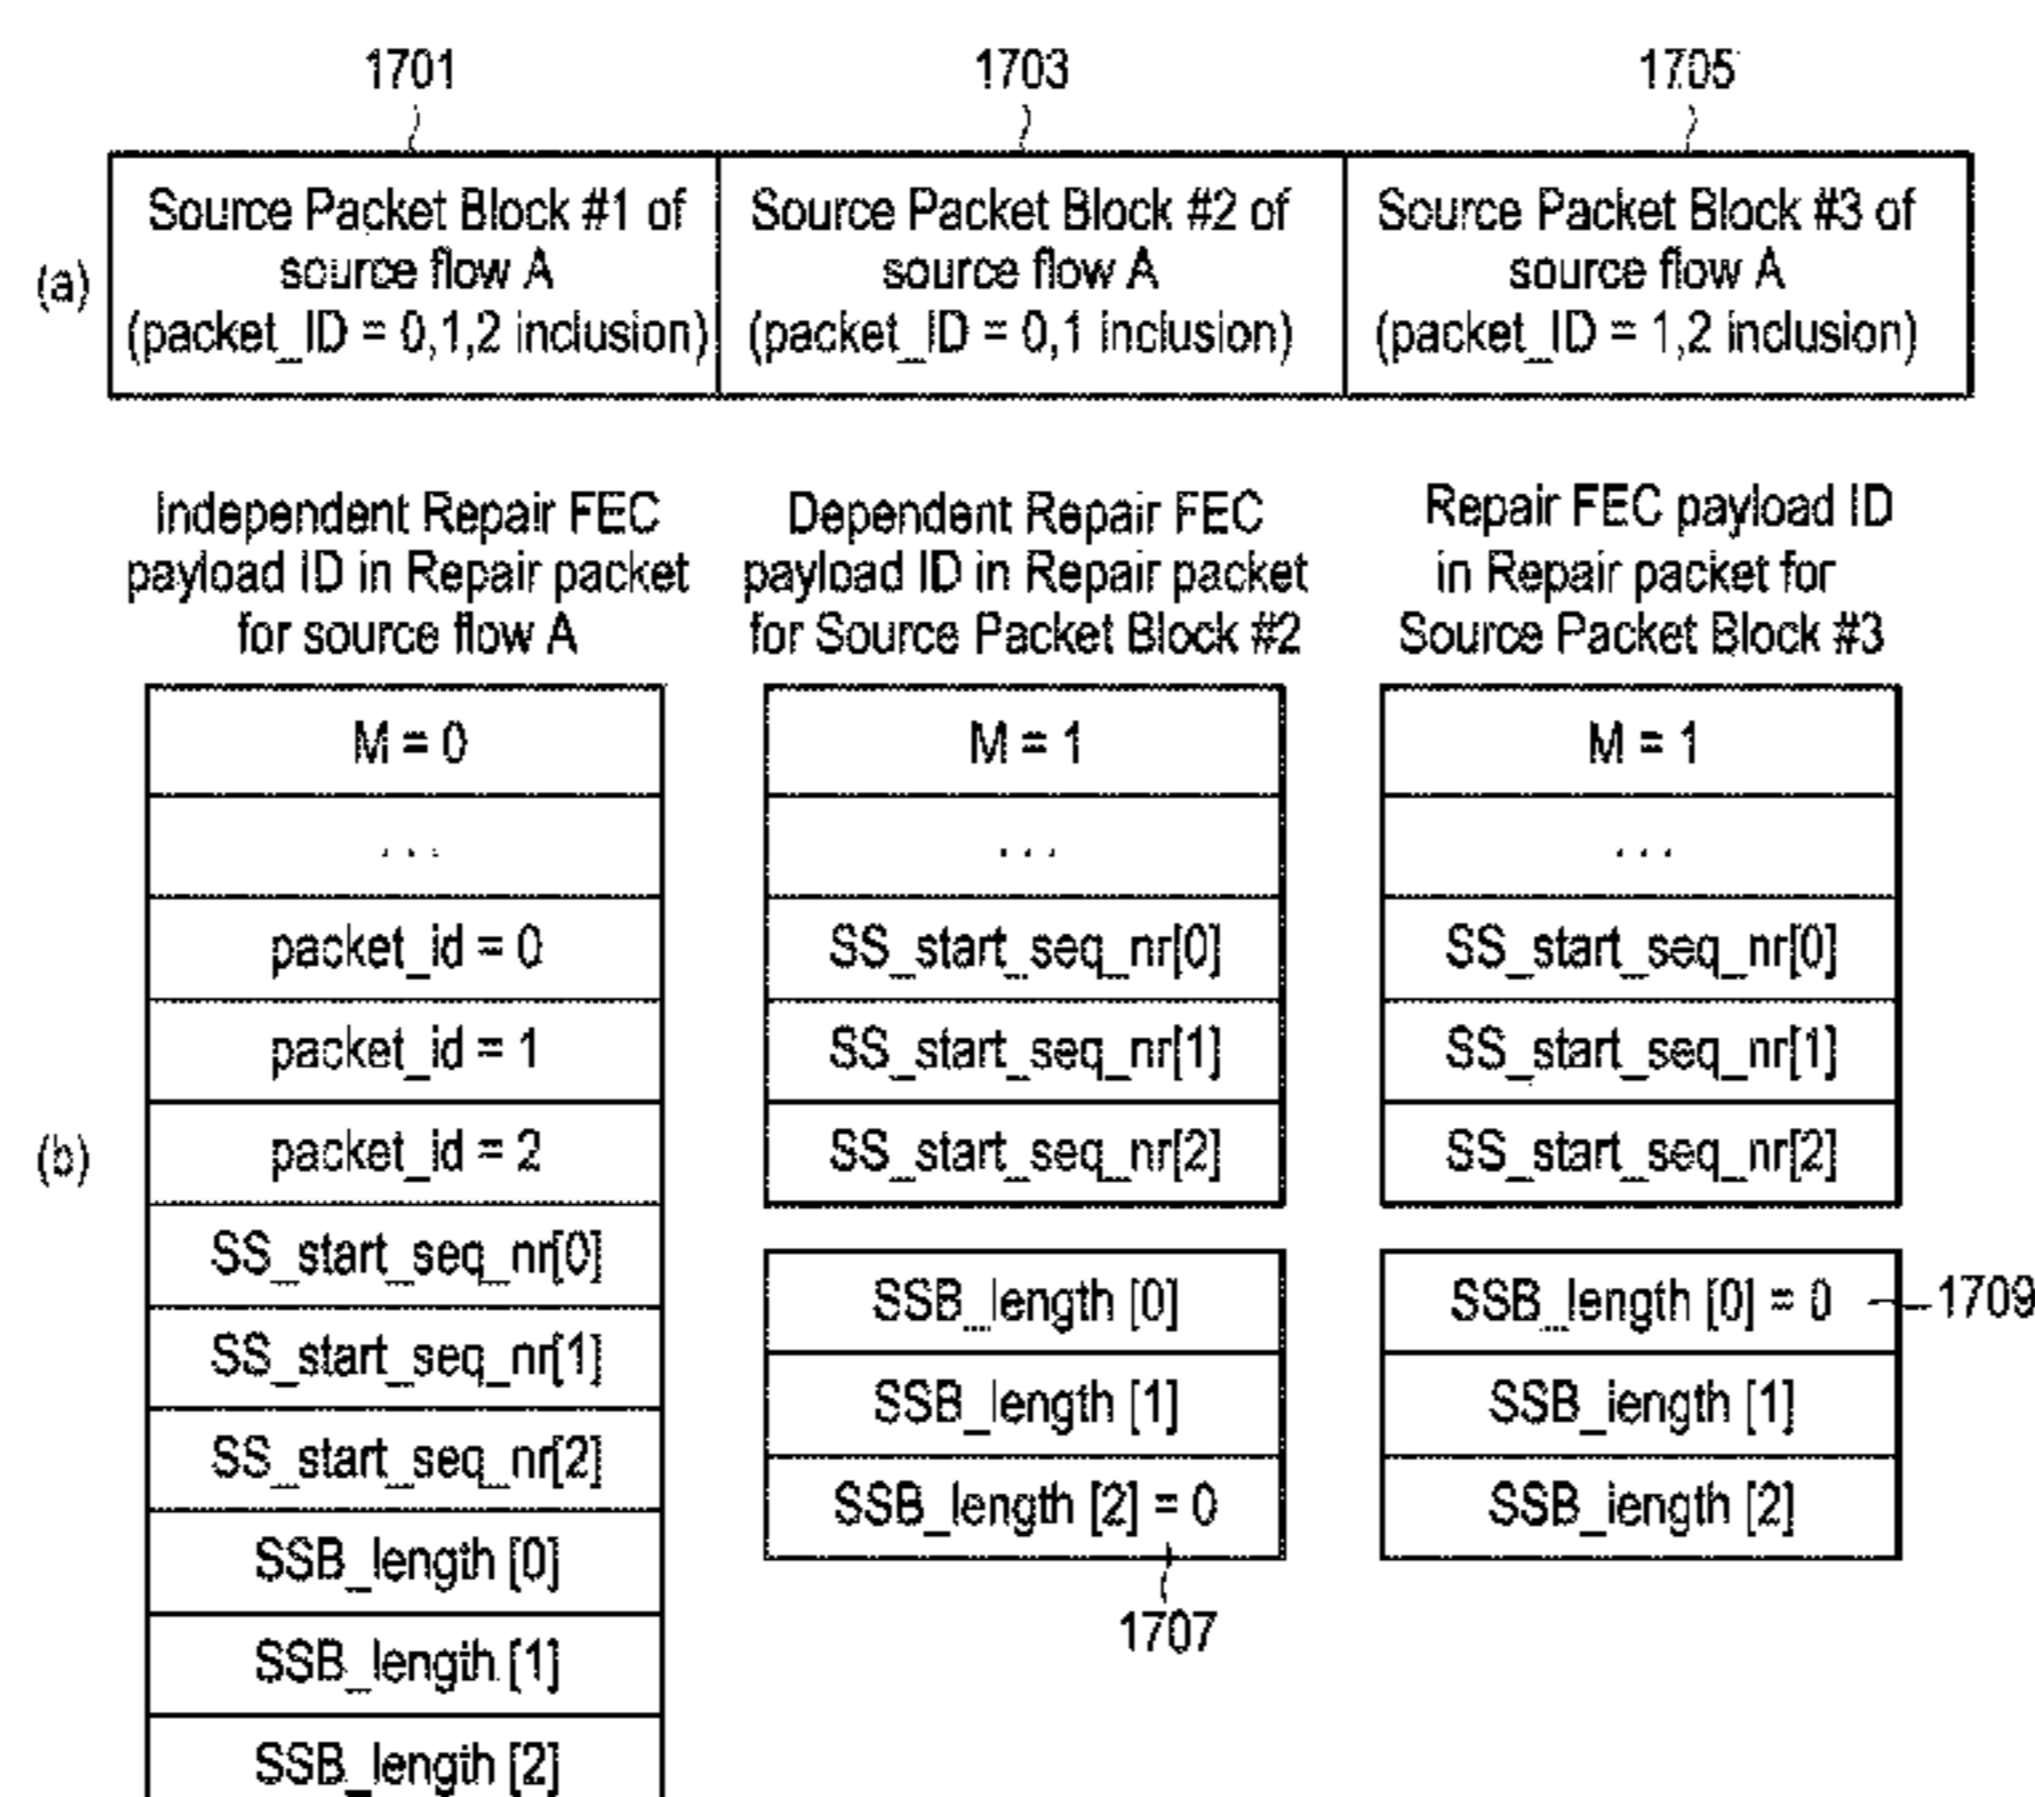 1701
1703
1705
(a)
Source Packet Block #1 of
source flow A
(packet_ID = 0,1,2 inclusion)
Source Packet Block #2 of
source flow A
(packet_ID = 0,1 inclusion)
Source Packet Block #3 of
source flow A
(packet_ID = 1,2 inclusion)
(b)
Independent Repair FEC
payload ID in Repair packet
for source flow A
M = 0
. . .
packet_id = 0
packet_id = 1
packet_id = 2
SS_start_seq_nr[0]
SS_start_seq_nr[1]
SS_start_seq_nr[2]
SSB_length [0]
SSB_length [1]
SSB_length [2]
Dependent Repair FEC
payload ID in Repair packet
for Source Packet Block #2
M = 1
. . .
SS_start_seq_nr[0]
SS_start_seq_nr[1]
SS_start_seq_nr[2]
SSB_length [0]
SSB_length [1]
SSB_length [2] = 0
1707
Repair FEC payload ID
in Repair packet for
Source Packet Block #3
M = 1
. . .
SS_start_seq_nr[0]
SS_start_seq_nr[1]
SS_start_seq_nr[2]
SSB_length [0] = 0
1709
SSB_length [1]
SSB_length [2]